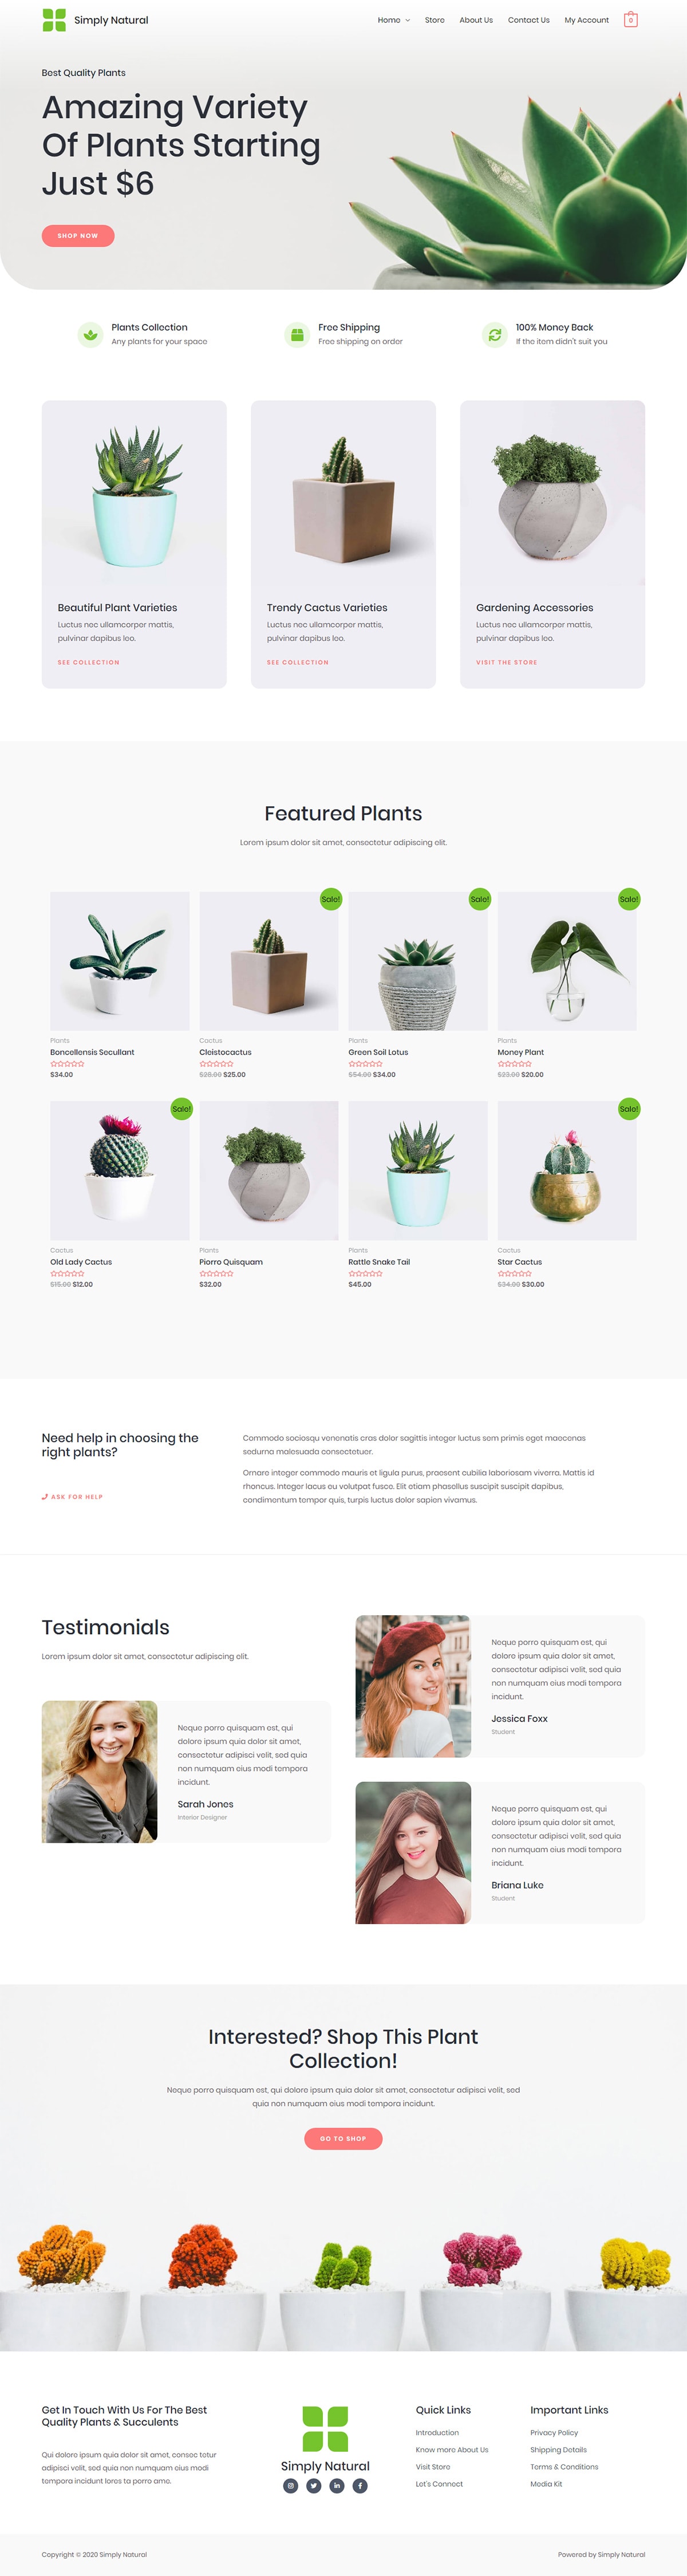 Simply Natural
Home
Store
About Us
Contact Us
My Account
0
Best Quality Plants
Amazing Variety
Of Plants Starting
Just $6
SHOP NOW
Plants Collection
Any plants for your space
Free Shipping
Free shipping on order
100% Money Back
If the item didn't suit you
Beautiful Plant Varieties
Luctus nec ullamcorper mattis,
pulvinar dapibus leo.
SEE COLLECTION
Trendy Cactus Varieties
Luctus nec ullamcorper mattis,
pulvinar dapibus leo.
SEE COLLECTION
Gardening Accessories
Luctus nec ullamcorper mattis,
pulvinar dapibus leo.
VISIT THE STORE
Featured Plants
Lorem ipsum dolor sit amet, consectetur adipiscing elit.
Plants
Boncellensis Secullant
$34.00
Sale!
Cactus
Cleistocactus
$28.00 $25.00
Sale!
Plants
Green Soil Lotus
$54.00 $34.00
Sale!
Plants
Money Plant
$23.00 $20.00
Sale!
Cactus
Old Lady Cactus
$15.00 $12.00
Plants
Piorro Quisquam
$32.00
Plants
Rattle Snake Tail
$45.00
Sale!
Cactus
Star Cactus
$34.00 $30.00
Need help in choosing the
right plants?
ASK FOR HELP
Commodo sociosqu venenatis cras dolor sagittis integer luctus sem primis eget maecenas
sedurna malesuada consectetuer.
Ornare integer commodo mauris et ligula purus, praesent cubilia laboriosam viverra. Mattis id
rhoncus. Integer eu volutpat fusce. Elit etiam phasellus suscipit suscipit dapibus,
condimentum tempor quis, turpis luctus dolor sapien vivamus.
Testimonials
Lorem ipsum dolor sit amet, consectetur adipiscing elit.
Neque porro quisquam est, qui
dolore ipsum quia dolor sit amet,
consectetur adipisci velit, sed quia
non numquam eius modi tempora
incidunt.
Sarah Jones
Interior Designer
Neque porro quisquam est, qui
dolore ipsum quia dolor sit amet,
consectetur adipisci velit, sed quia
non numquam eius modi tempora
incidunt.
Jessica Foxx
Student
Neque porro quisquam est, qui
dolore ipsum quia dolor sit amet,
consectetur adipisci velit, sed quia
non numquam eius modi tempora
incidunt.
Briana Luke
Student
Interested? Shop This Plant
Collection!
Neque porro quisquam est, qui dolore ipsum quia dolor sit amet, consectetur adipisci velit, sed
quia non numquam eius modi tempora incidunt.
GO TO SHOP
Get In Touch With Us For The Best
Quality Plants & Succulents
Qui dolore ipsum quia dolor sit amet, consec tetur
adipisci velit, sed quia non numquam eius modi
tempora incidunt lores ta porro ame.
Simply Natural
Quick Links
Introduction
Know more About Us
Visit Store
Let's Connect
Important Links
Privacy Policy
Shipping Details
Terms & Conditions
Media Kit
Copyright © 2020 Simply Natural
Powered by Simply Natural